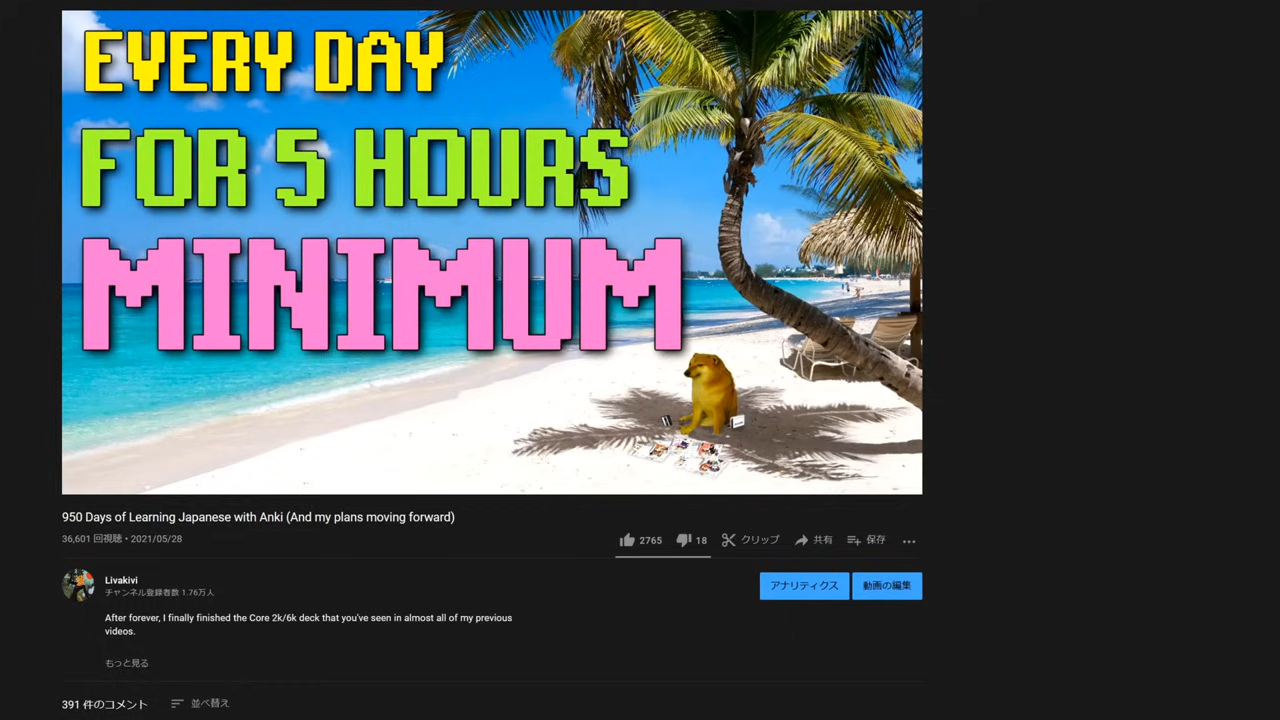 EVERY DAY
FOR 5 HOURS
MINIMUM
950 Days of Learning Japanese with Anki (And my plans moving forward)
36,601 回視聴・2021/05/28
2765 18 クリップ 共有 保存 ...
Livakivi
チャンネル登録者数 1.76万人
アナリティクス 動画の編集
After forever, I finally finished the Core 2k/6k deck that you've seen in almost all of my previous
videos.
もっと見る
391 件のコメント 並べ替え